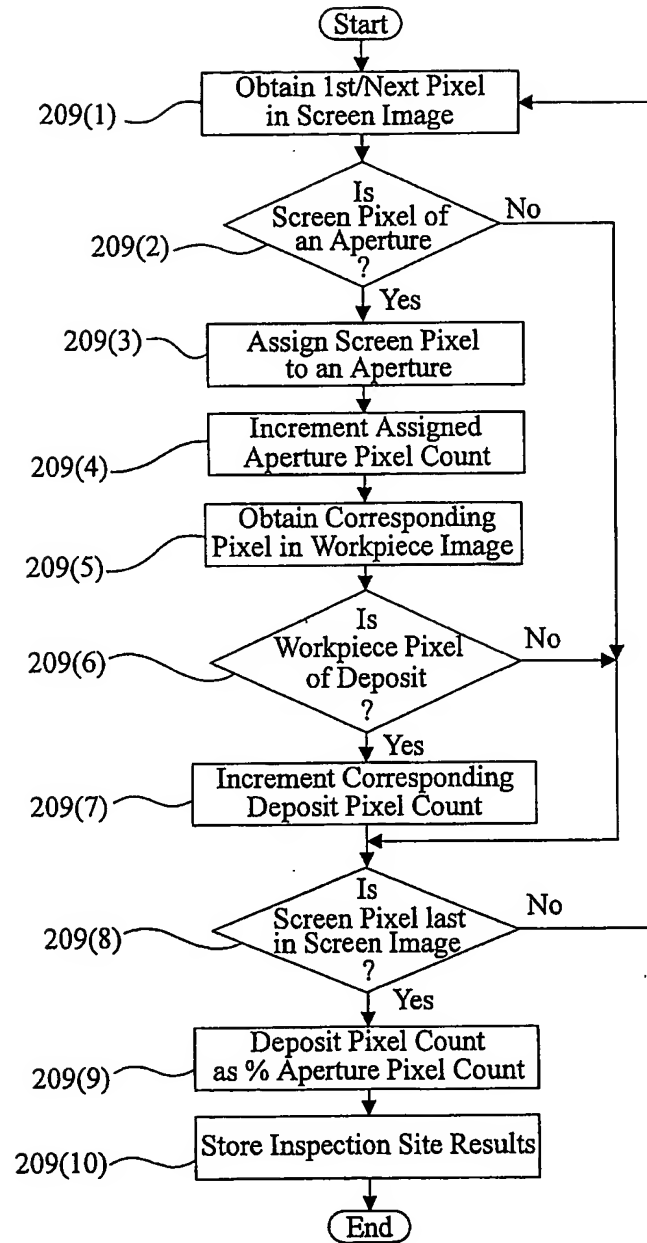 Start
209(1)
Obtain 1st/Next Pixel
in Screen Image
209(2)
Is
Screen Pixel of
an Aperture
?
No
Yes
209(3)
Assign Screen Pixel
to an Aperture
209(4)
Increment Assigned
Aperture Pixel Count
209(5)
Obtain Corresponding
Pixel in Workpiece Image
209(6)
Is
Workpiece Pixel
of Deposit
?
No
Yes
209(7)
Increment Corresponding
Deposit Pixel Count
209(8)
Is
Screen Pixel last
in Screen Image
?
No
Yes
209(9)
Deposit Pixel Count
as % Aperture Pixel Count
209(10)
Store Inspection Site Results
End